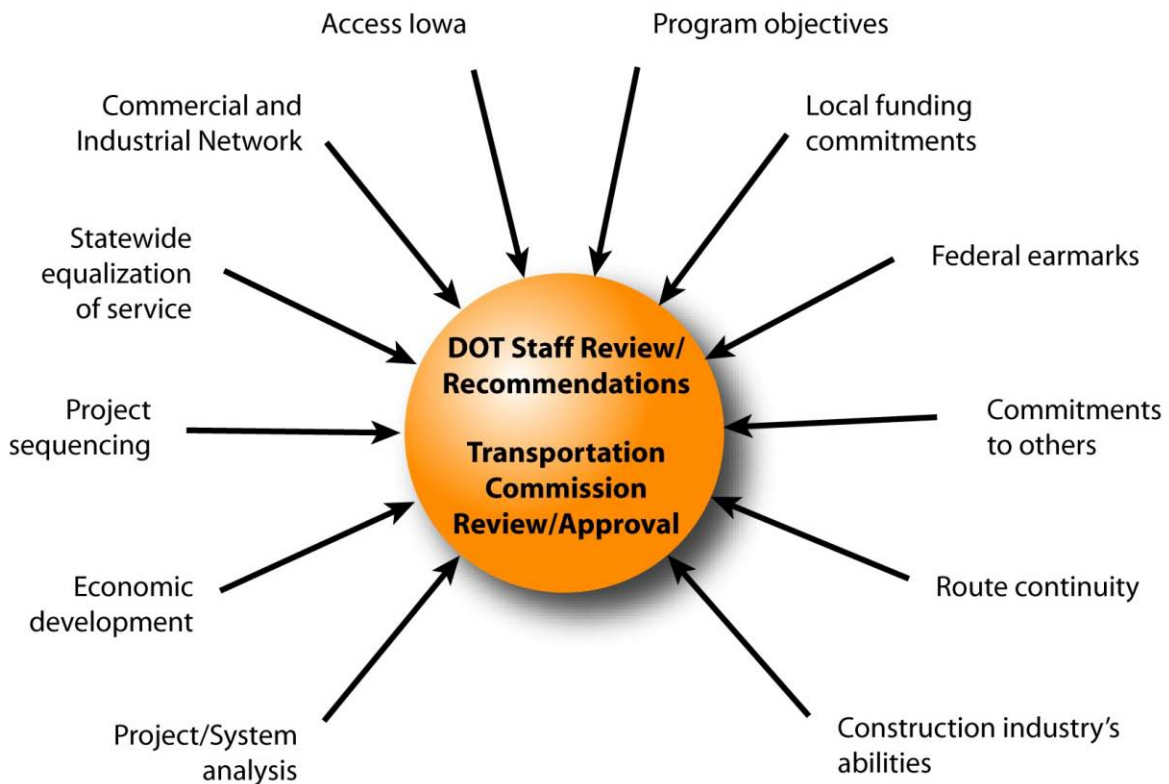 Access Iowa
Program objectives
Commercial and
Industrial Network
Local funding
commitments
Statewide
equalization
of service
Federal earmarks
DOT Staff Review/
Recommendations
Transportation
Commission
Review/Approval
Project
sequencing
Commitments
to others
Economic
development
Route continuity
Project/System
analysis
Construction industry’s
abilities